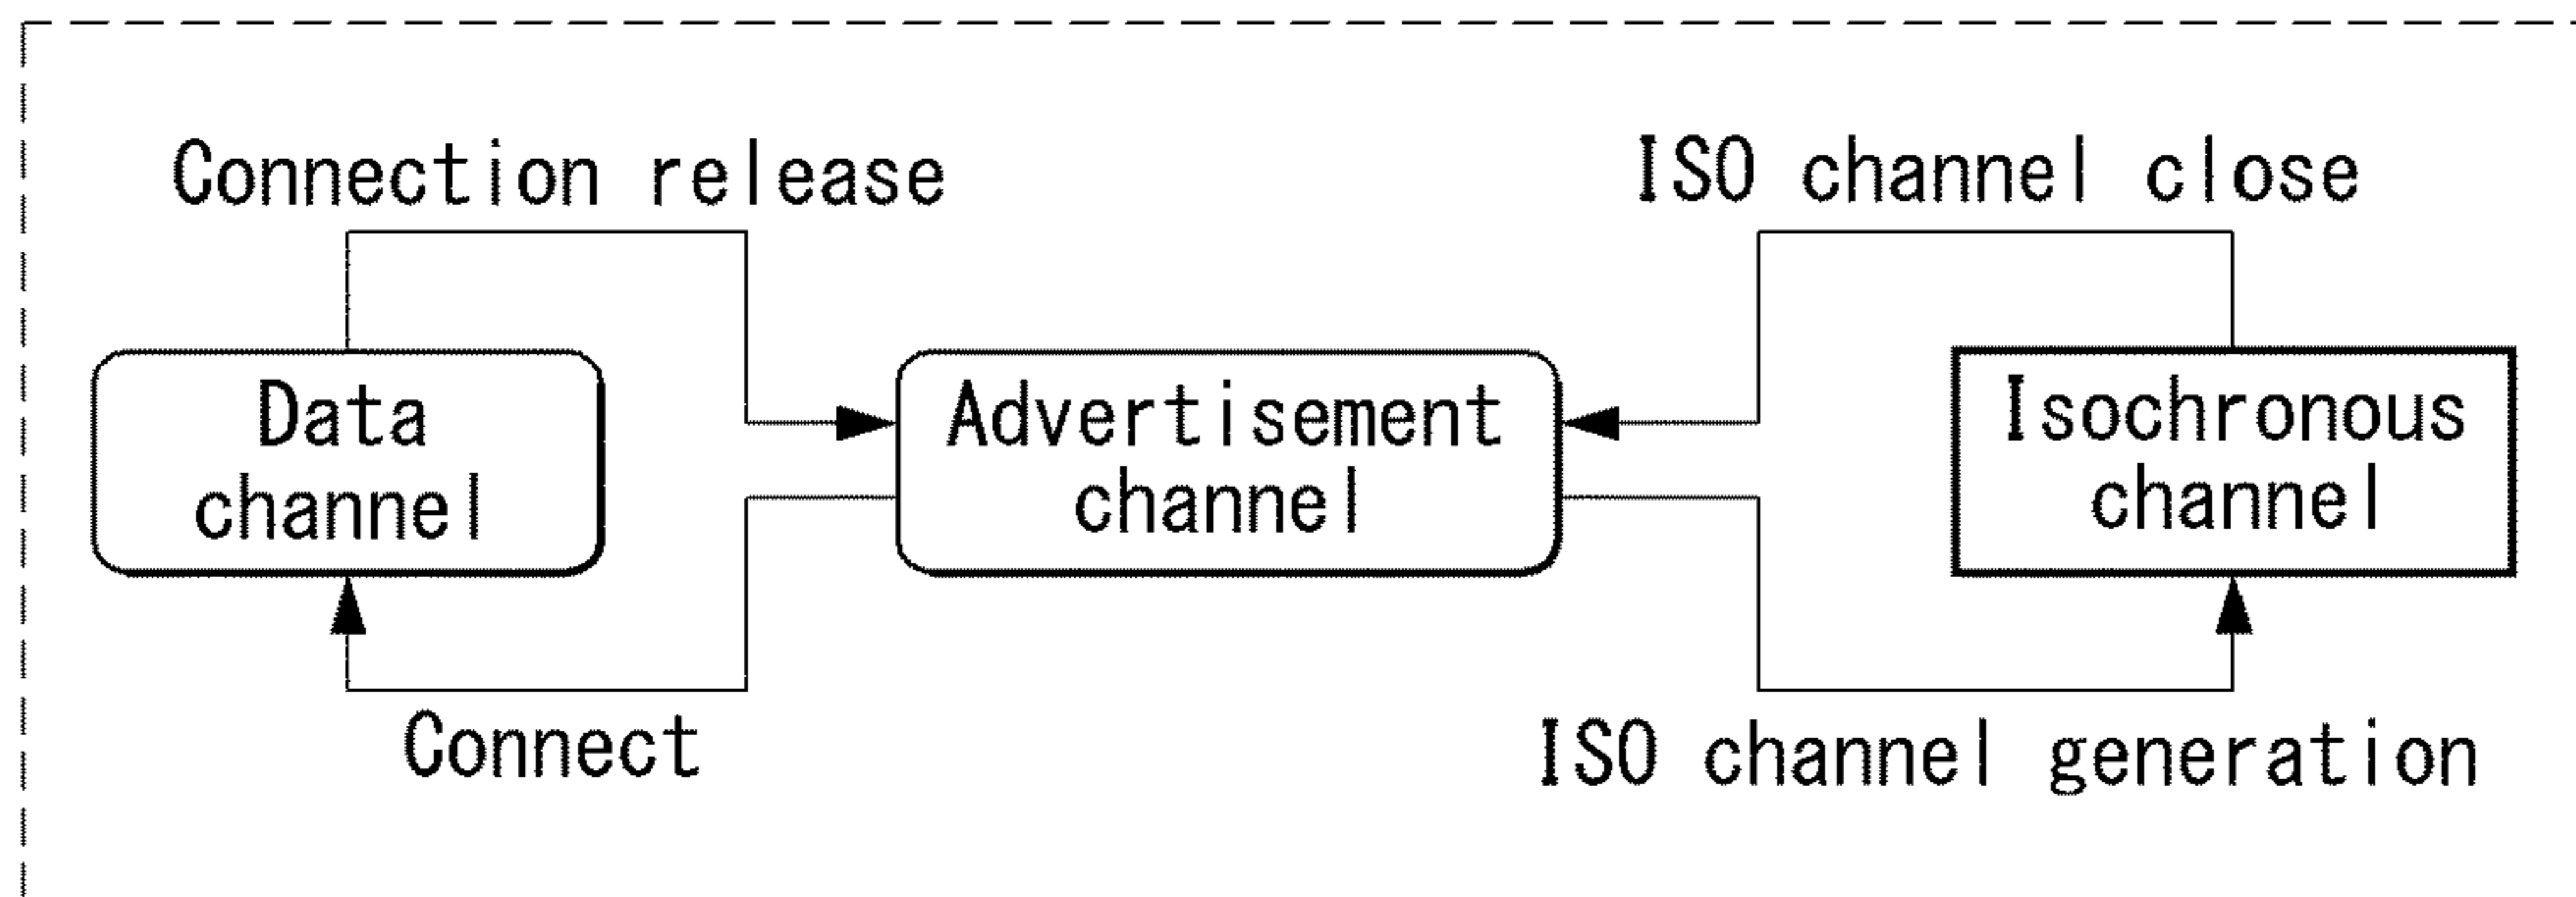 Connection release
ISO channel close
Data
channel
Advertisement
channel
Isochronous
channel
Connect
ISO channel generation